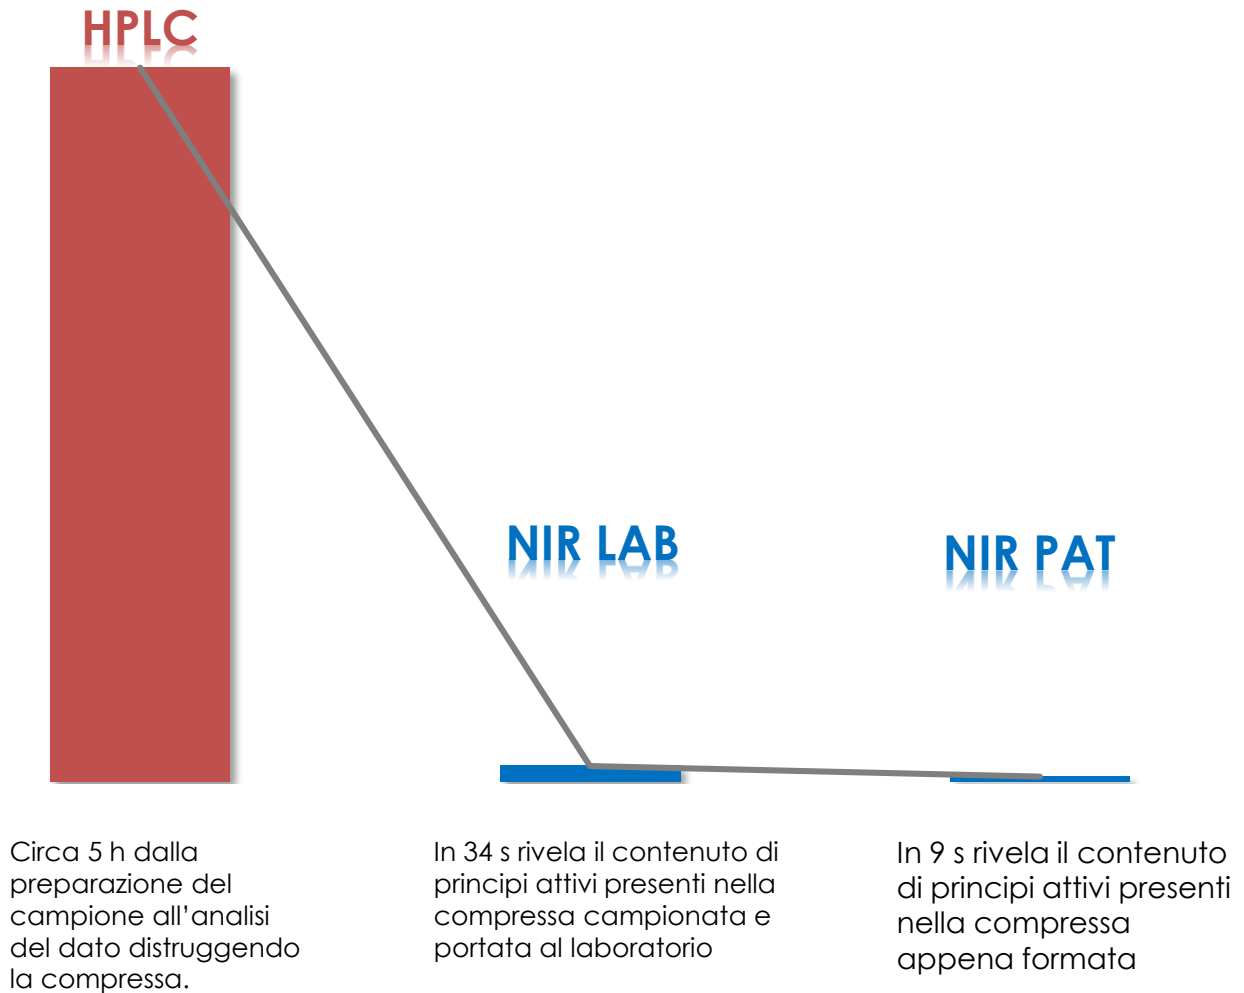 HPLC
NIR LAB
NIR PAT
Circa 5 h dalla
preparazione del
campione all’analisi
del dato distruggendo
la compressa.
In 34 s rivela il contenuto di
principi attivi presenti nella
compressa campionata e
portata al laboratorio
In 9 s rivela il contenuto
di principi attivi presenti
nella compressa
appena formata